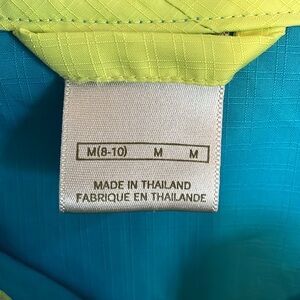 M(8-10) M M
MADE IN THAILAND
FABRIQUE EN THAILANDE